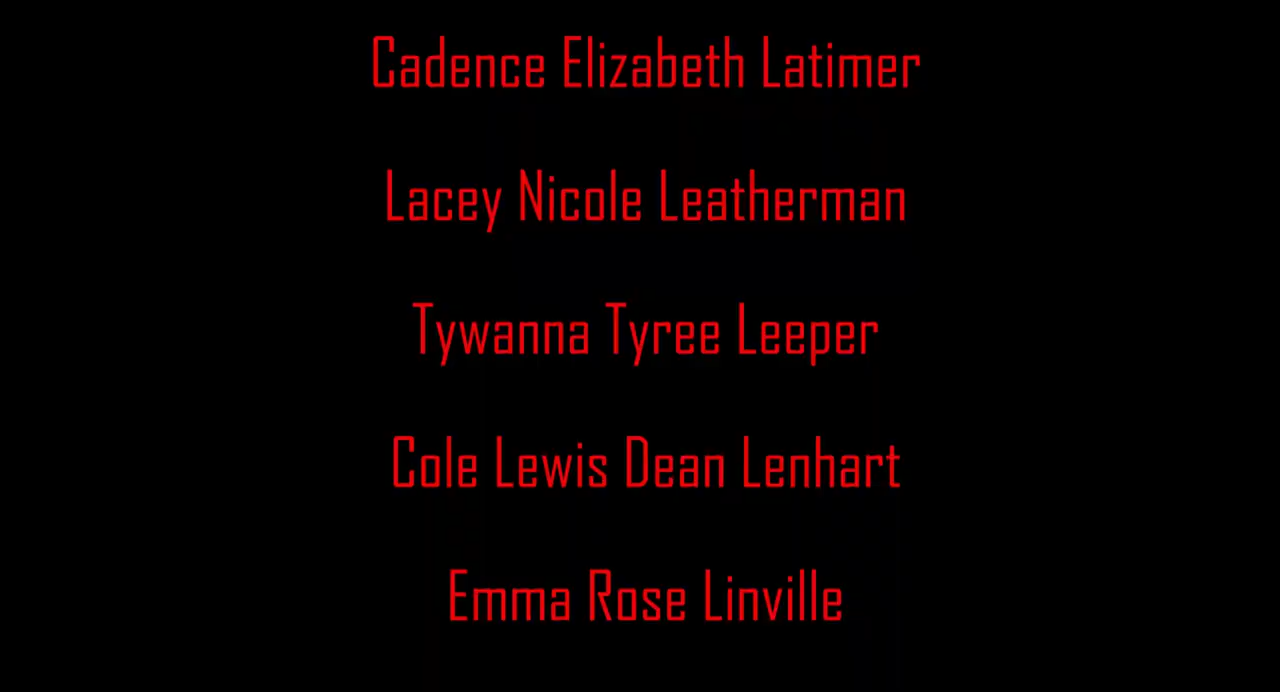 Cadence Elizabeth Latimer
Lacey Nicole Leatherman
Tywanna Tyree Leeper
Cole Lewis Dean Lenhart
Emma Rose Linville